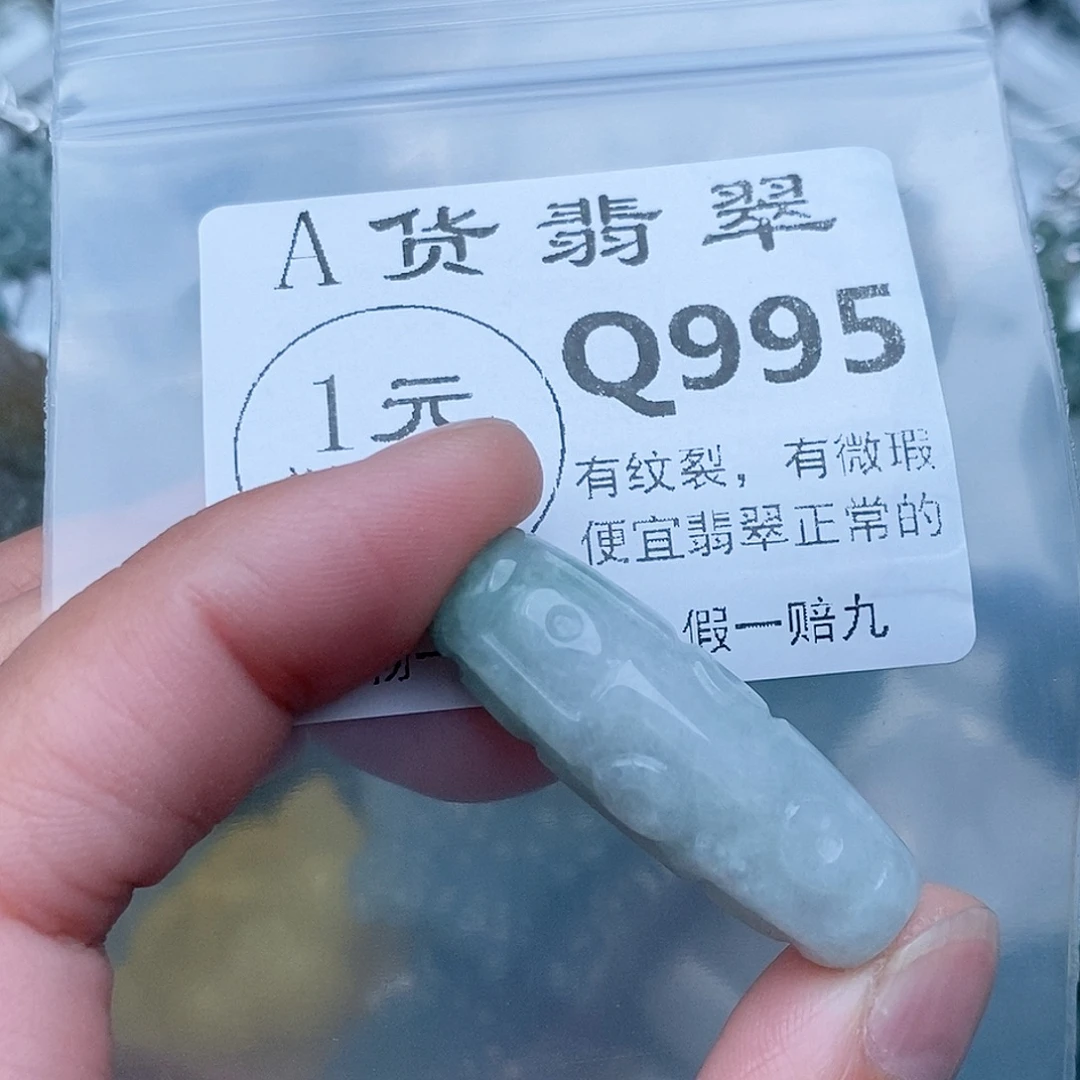 A货翡翠
1元
Q995
有纹裂，有微瑕
便宜翡翠正常的
假一赔九